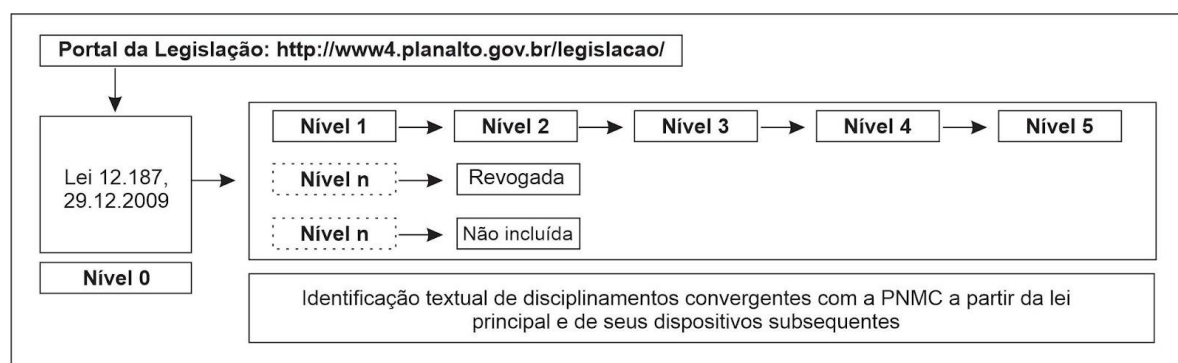 Portal da Legislação: http://www4.planalto.gov.br/legislacao/
Lei 12.187,
29.12.2009
Nível 0
Nível 1
Nível 2
Nível 3
Nível 4
Nível 5
Nível n
Revogada
Nível n
Não incluída
Identificação textual de disciplinamentos convergentes com a PNMC a partir da lei
principal e de seus dispositivos subsequentes